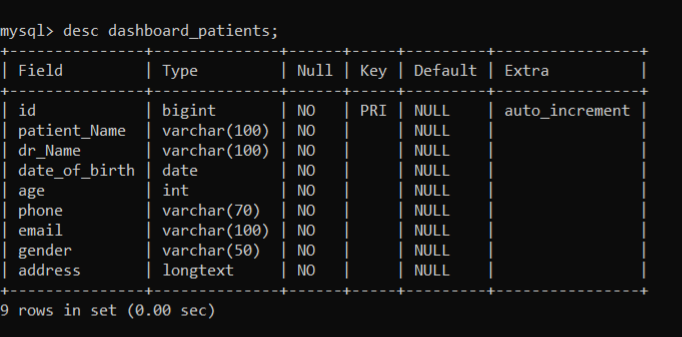 mysql> desc dashboard_patients;
+---------------+--------------+------+-----+---------+----------------+
| Field         | Type         | Null | Key | Default | Extra          |
+---------------+--------------+------+-----+---------+----------------+
| id            | bigint       | NO   | PRI | NULL    | auto_increment |
| patient_Name  | varchar(100) | NO   |     | NULL    |                |
| dr_Name       | varchar(100) | NO   |     | NULL    |                |
| date_of_birth | date         | NO   |     | NULL    |                |
| age           | int          | NO   |     | NULL    |                |
| phone         | varchar(70)  | NO   |     | NULL    |                |
| email         | varchar(100) | NO   |     | NULL    |                |
| gender        | varchar(50)  | NO   |     | NULL    |                |
| address       | longtext     | NO   |     | NULL    |                |
+---------------+--------------+------+-----+---------+----------------+
9 rows in set (0.00 sec)